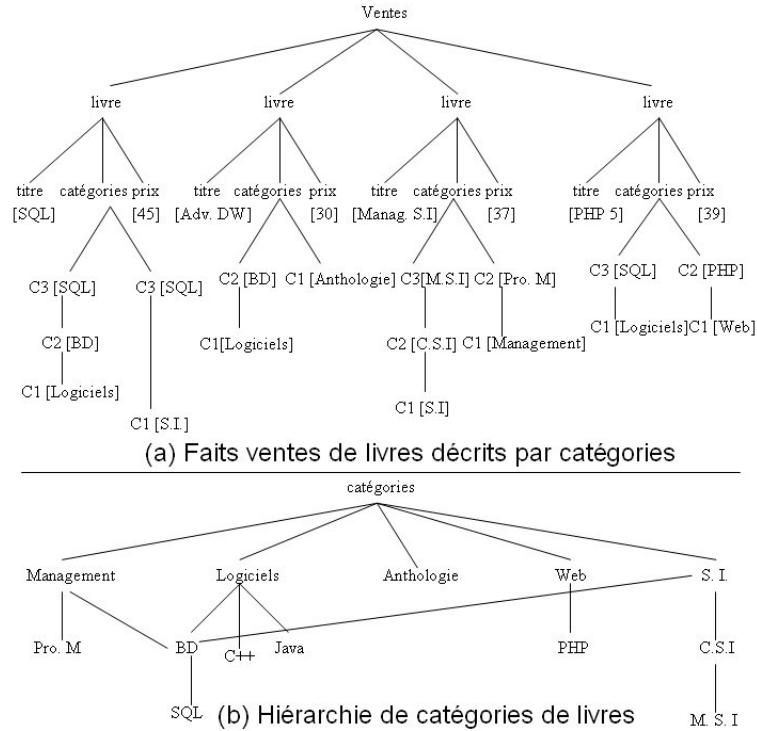 Ventes
livre livre livre livre
titre catégories prix titre catégories prix titre catégories prix titre catégories prix
[SQL] [45] [Adv. DW] [30] [Manag. S.I] [37] [PHP 5] [39]
C3 [SQL] C3 [SQL] C2 [BD] C1 [Anthologie] C3[M.S.I] C2 [Pro. M] C3 [SQL] C2 [PHP]
C2 [BD] C1[Logiciels] C2 [C.S.I] C1 [Management] C1 [Logiciels] C1 [Web]
C1 [Logiciels] C1 [S.I]
C1 [S.I.]
(a) Faits ventes de livres décrits par catégories
catégories
Management Logiciels Anthologie Web S. I.
Pro. M BD C++ Java PHP C.S.I
SQL M. S. I
(b) Hiérarchie de catégories de livres